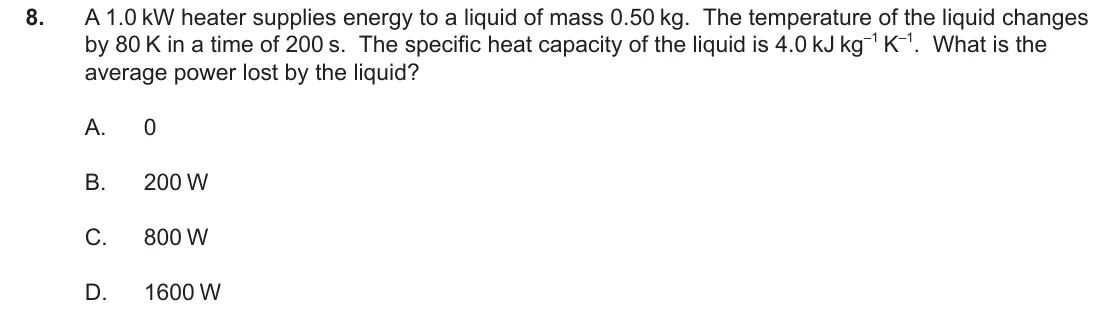 8. A 1.0 kW heater supplies energy to a liquid of mass 0.50 kg. The temperature of the liquid changes
by 80 K in a time of 200 s. The specific heat capacity of the liquid is 4.0 kJ kg⁻¹ K⁻¹. What is the
average power lost by the liquid?
A. 0
B. 200 W
C. 800 W
D. 1600 W